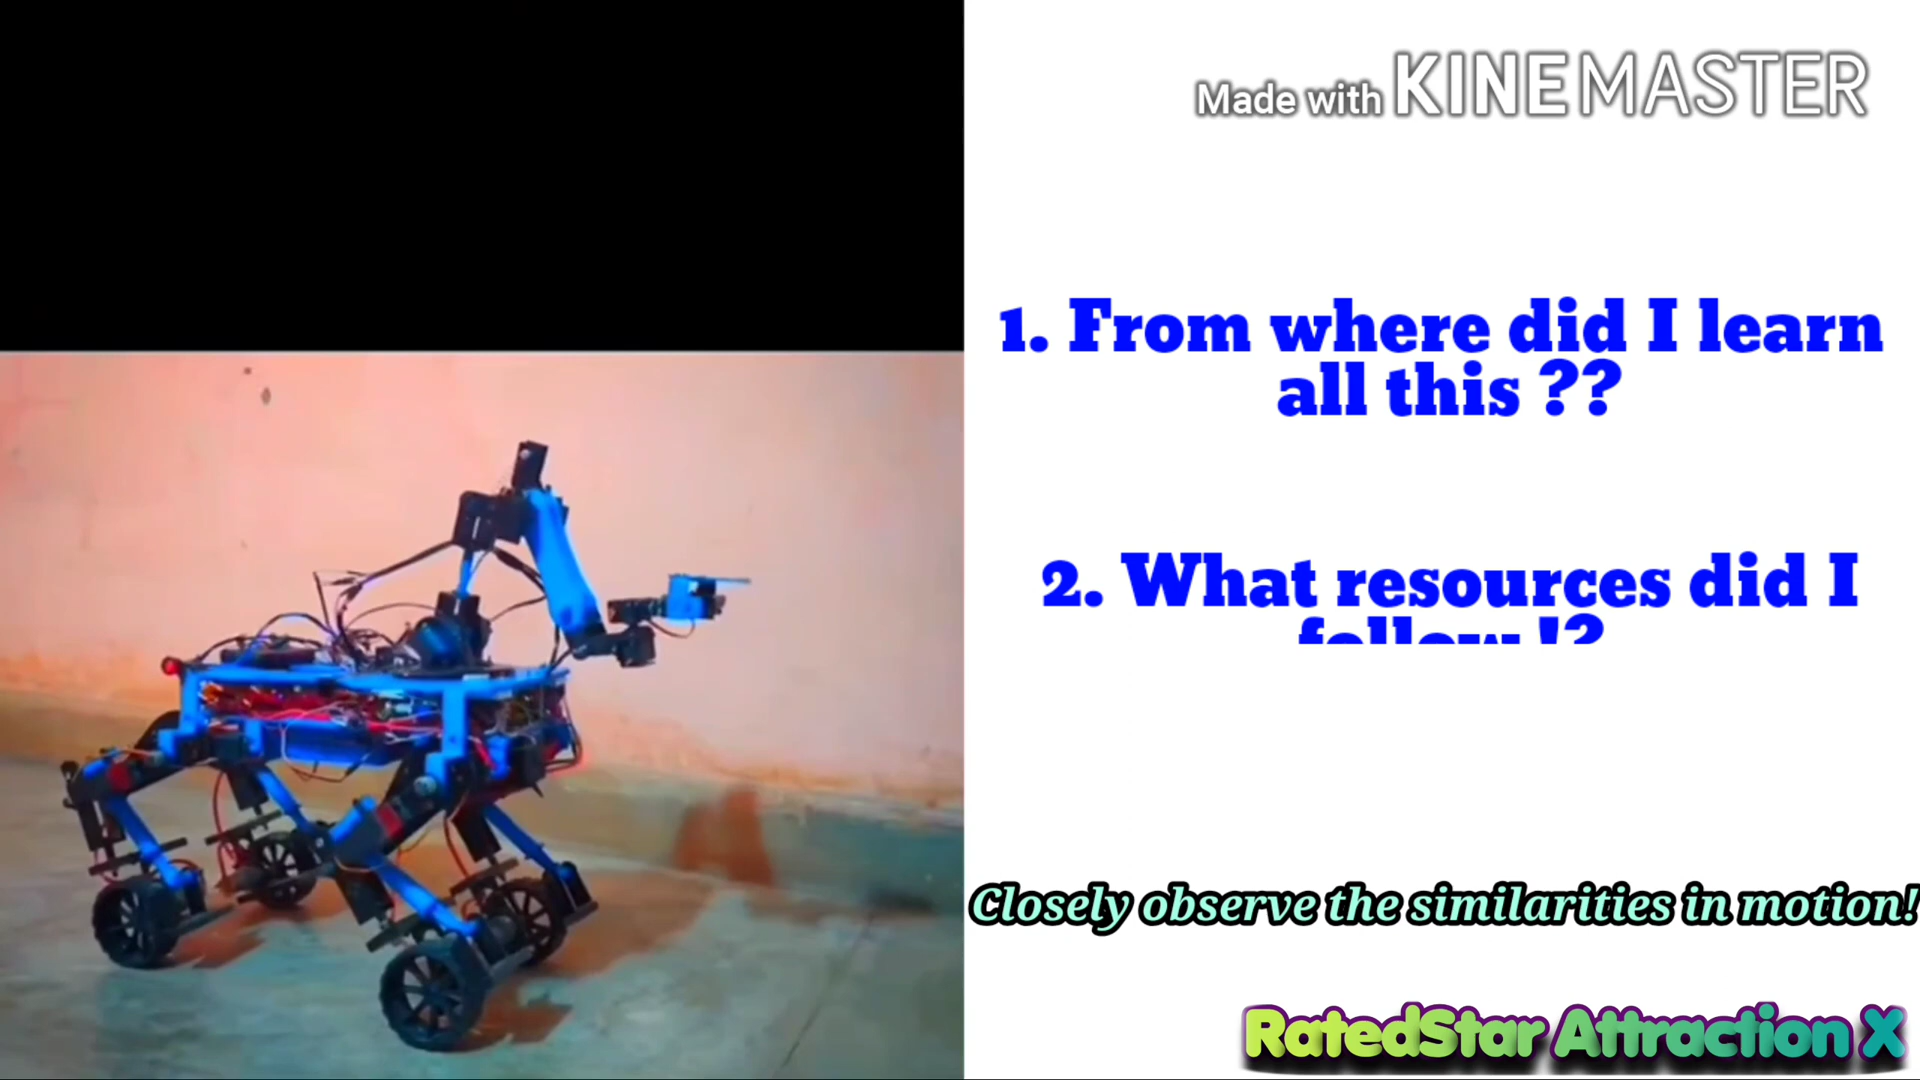 Made with KINEMASTER
1. From where did I learn
all this ??
2. What resources did I
follow !?
Closely observe the similarities in motion!
RatedStar Attraction X